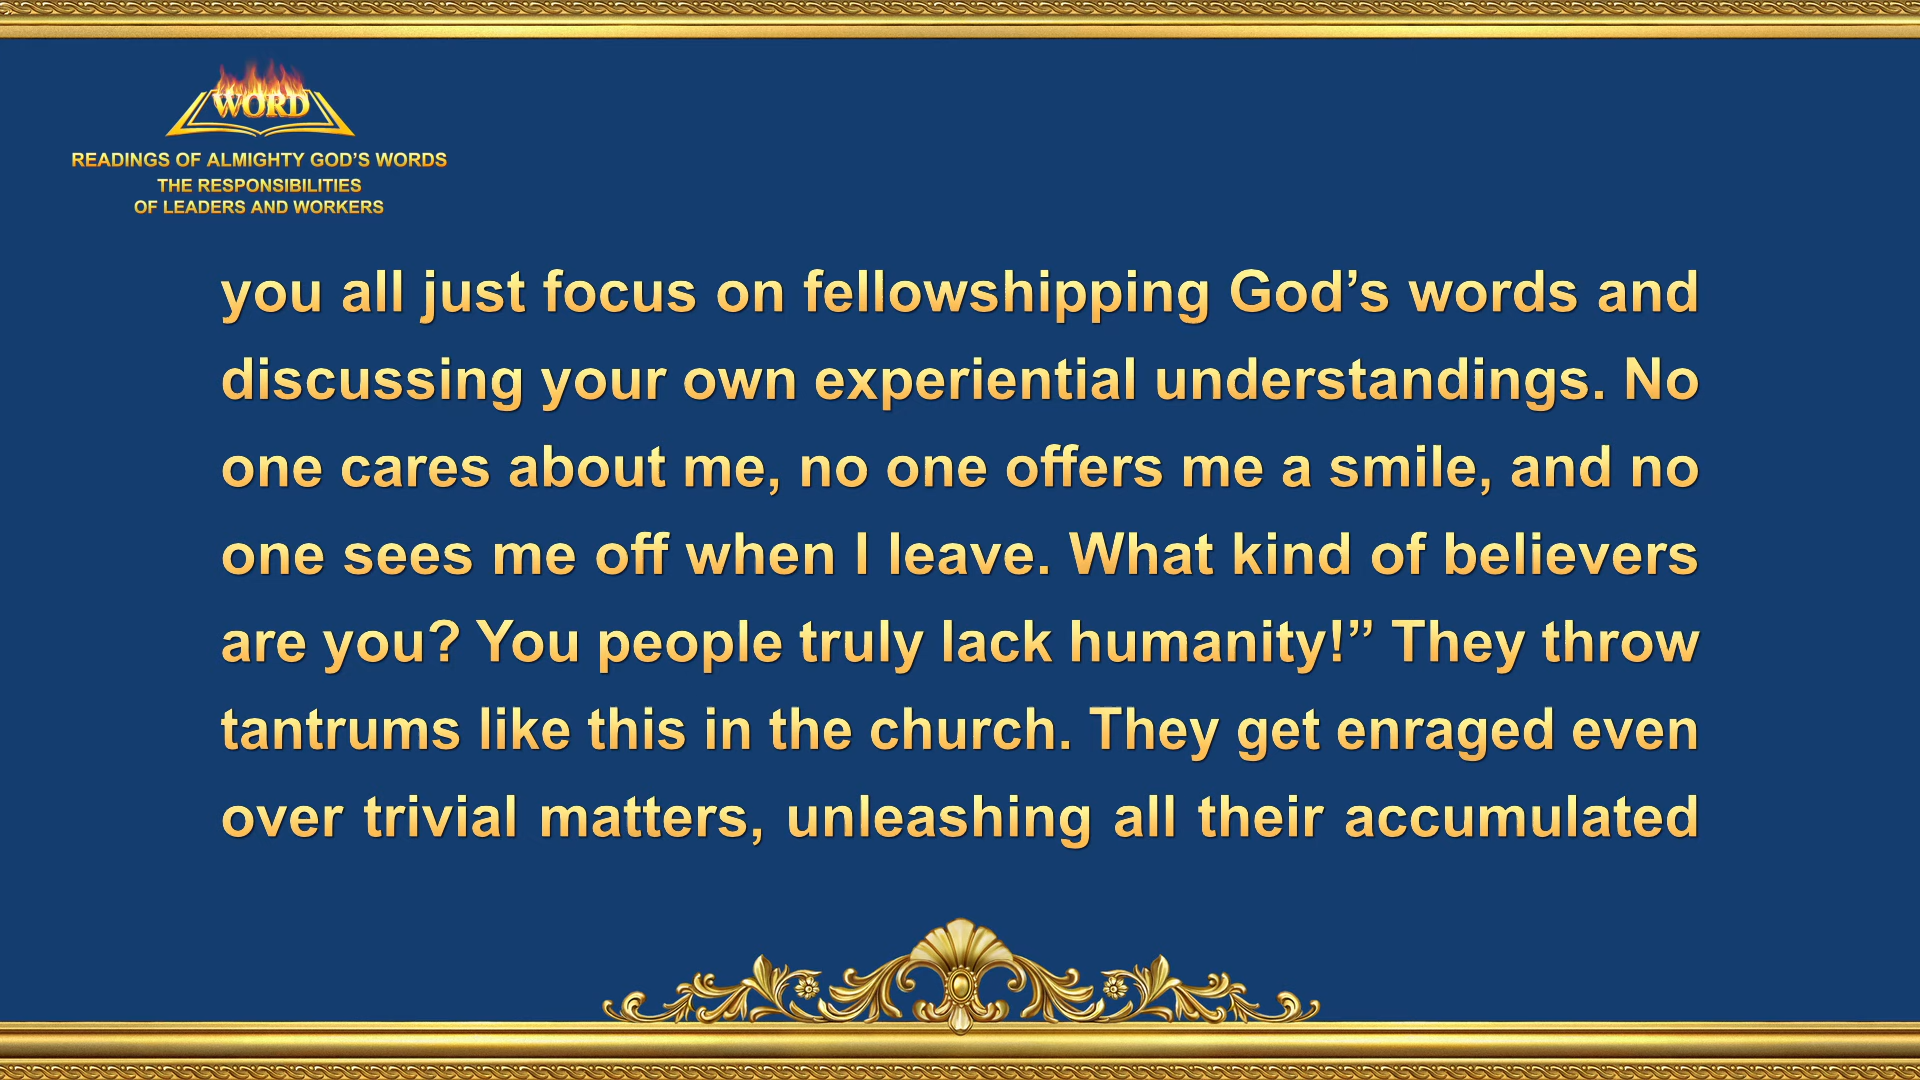 WORD
READINGS OF ALMIGHTY GOD’S WORDS
THE RESPONSIBILITIES
OF LEADERS AND WORKERS
you all just focus on fellowshipping God’s words and
discussing your own experiential understandings. No
one cares about me, no one offers me a smile, and no
one sees me off when I leave. What kind of believers
are you? You people truly lack humanity!” They throw
tantrums like this in the church. They get enraged even
over trivial matters, unleashing all their accumulated